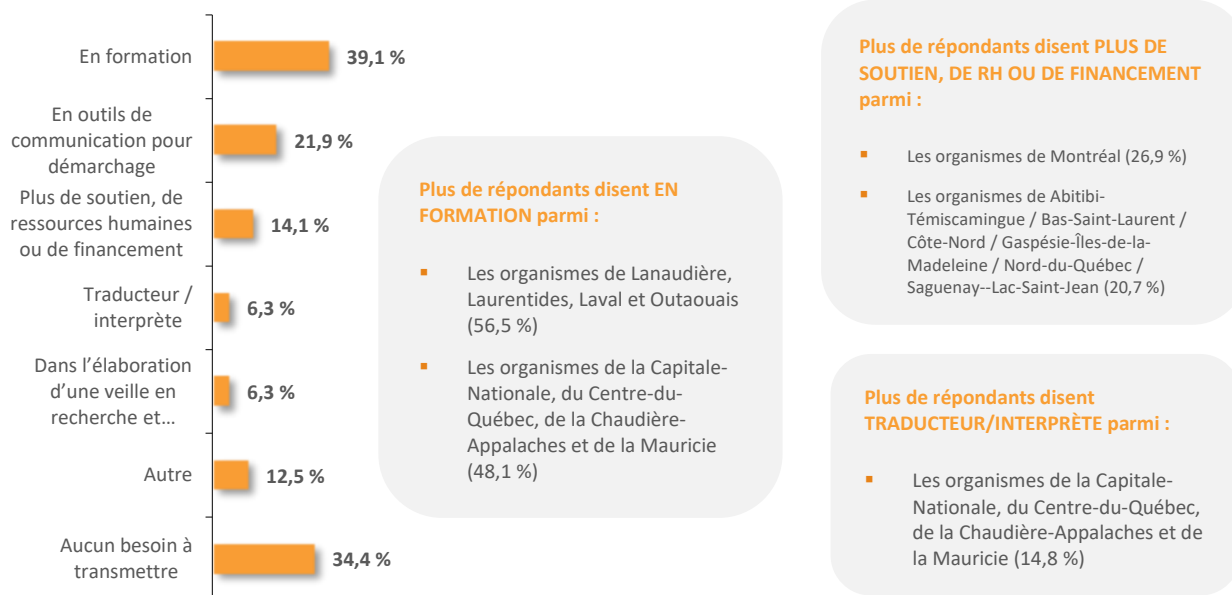 En formation
39,1 %
En outils de
communication pour
démarchage
21,9 %
Plus de soutien, de
ressources humaines
ou de financement
14,1 %
Traducteur /
interprète
6,3 %
Dans l’élaboration
d’une veille en
recherche et...
6,3 %
Autre
12,5 %
Aucun besoin à
transmettre
34,4 %
Plus de répondants disent EN
FORMATION parmi :
▪ Les organismes de Lanaudière,
Laurentides, Laval et Outaouais
(56,5 %)
▪ Les organismes de la Capitale-
Nationale, du Centre-du-
Québec, de la Chaudière-
Appalaches et de la Mauricie
(48,1 %)
Plus de répondants disent PLUS DE
SOUTIEN, DE RH OU DE FINANCEMENT
parmi :
▪ Les organismes de Montréal (26,9 %)
▪ Les organismes de Abitibi-
Témiscamingue / Bas-Saint-Laurent /
Côte-Nord / Gaspésie-Îles-de-la-
Madeleine / Nord-du-Québec /
Saguenay--Lac-Saint-Jean (20,7 %)
Plus de répondants disent
TRADUCTEUR/INTERPRÈTE parmi :
▪ Les organismes de la Capitale-
Nationale, du Centre-du-Québec,
de la Chaudière-Appalaches et de
la Mauricie (14,8 %)